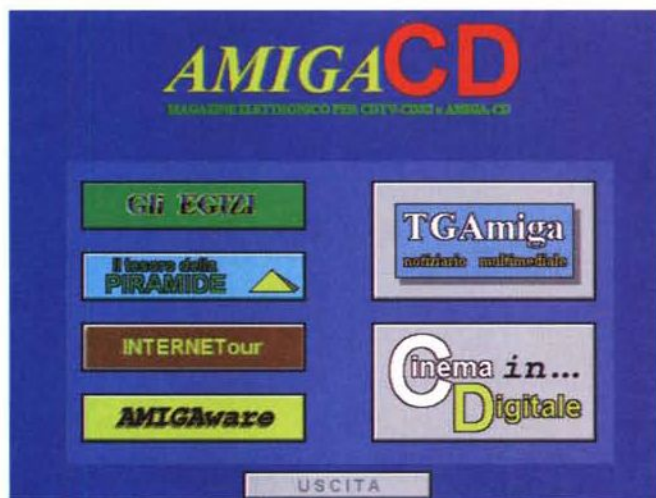 AMIGACD
MAGAZINE ELETTRONICO PER CDTV-CD32 e AMIGA CD
Gli EGIZI
Il tesoro della
PIRAMIDE
INTERNETour
AMIGAware
TGAmiga
notiziario multimediale
Cinema in...
Digitale
USCITA